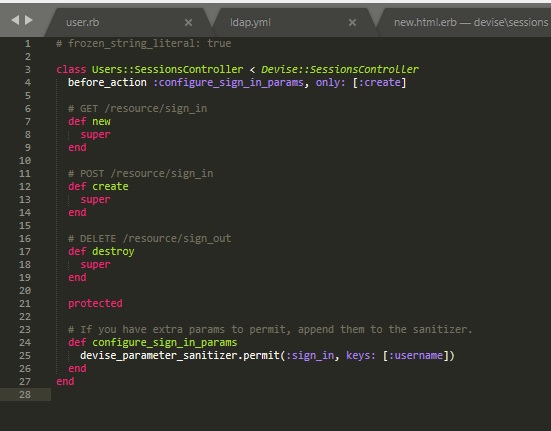 user.rb ldap.yml new.html.erb — devise\sessions
1 # frozen_string_literal: true
2
3 class Users::SessionsController < Devise::SessionsController
4 before_action :configure_sign_in_params, only: [:create]
5
6 # GET /resource/sign_in
7 def new
8 super
9 end
10
11 # POST /resource/sign_in
12 def create
13 super
14 end
15
16 # DELETE /resource/sign_out
17 def destroy
18 super
19 end
20
21 protected
22
23 # If you have extra params to permit, append them to the sanitizer.
24 def configure_sign_in_params
25 devise_parameter_sanitizer.permit(:sign_in, keys: [:username])
26 end
27 end
28